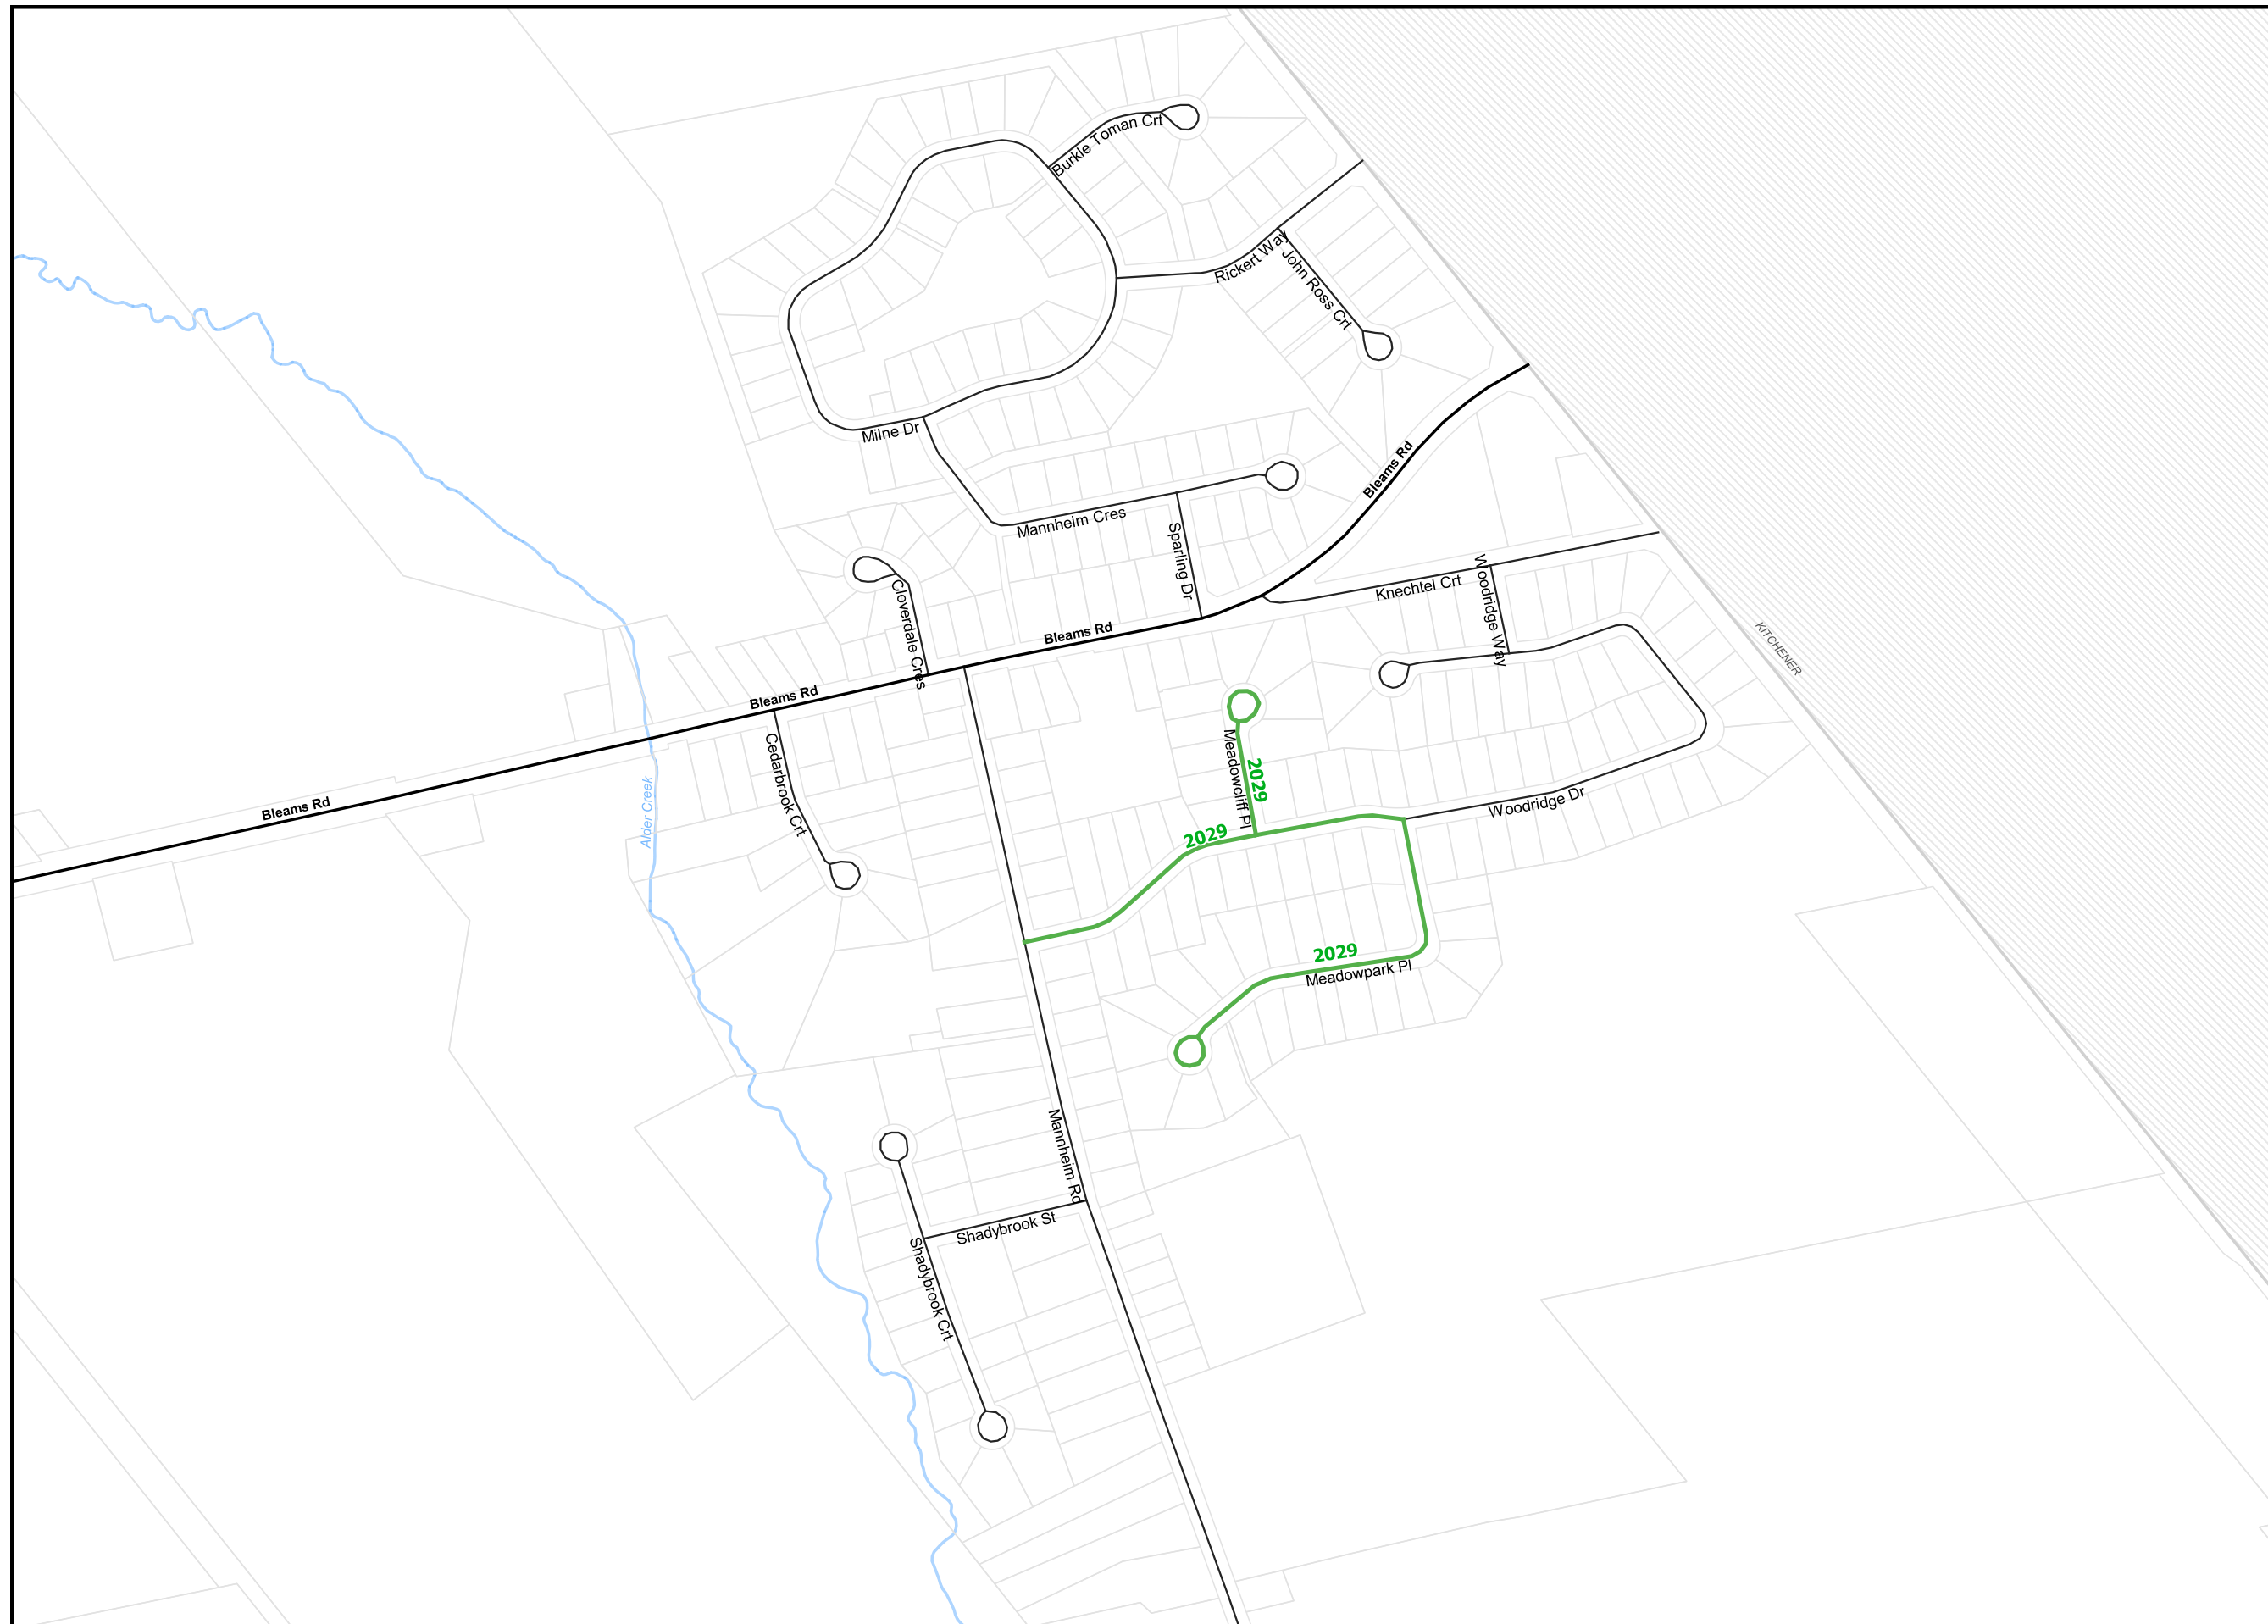 Burkle Toman Crt
Rickert Way
John Ross Crt
Milne Dr
Bleams Rd
Mannheim Cres
Sparling Dr
Knechtel Crt
Woodridge Way
Cloverdale Cres
Bleams Rd
KITCHENER
Bleams Rd
Cedarbrook Crt
Meadowcliff Pl
2029
Bleams Rd
Alder Creek
2029
Woodridge Dr
2029
Meadowpark Pl
Mannheim Rd
Shadybrook St
Shadybrook Crt